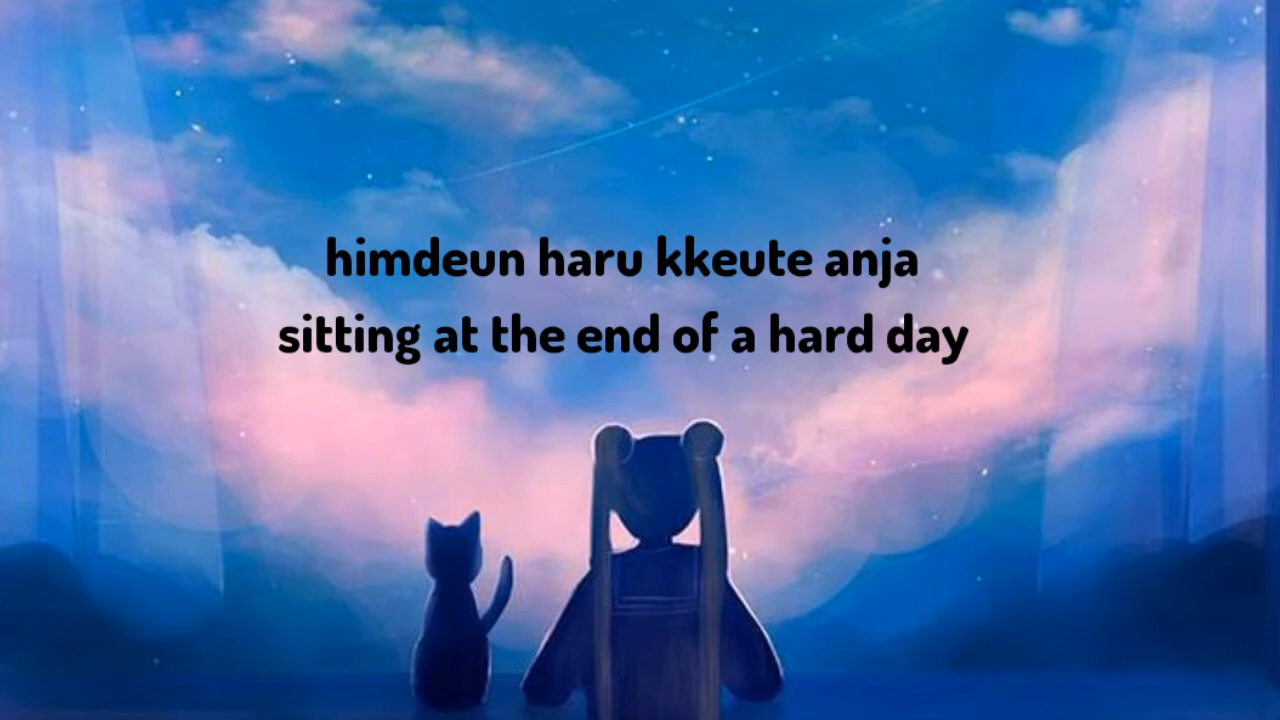 himdeun haru kkeute anja
sitting at the end of a hard day